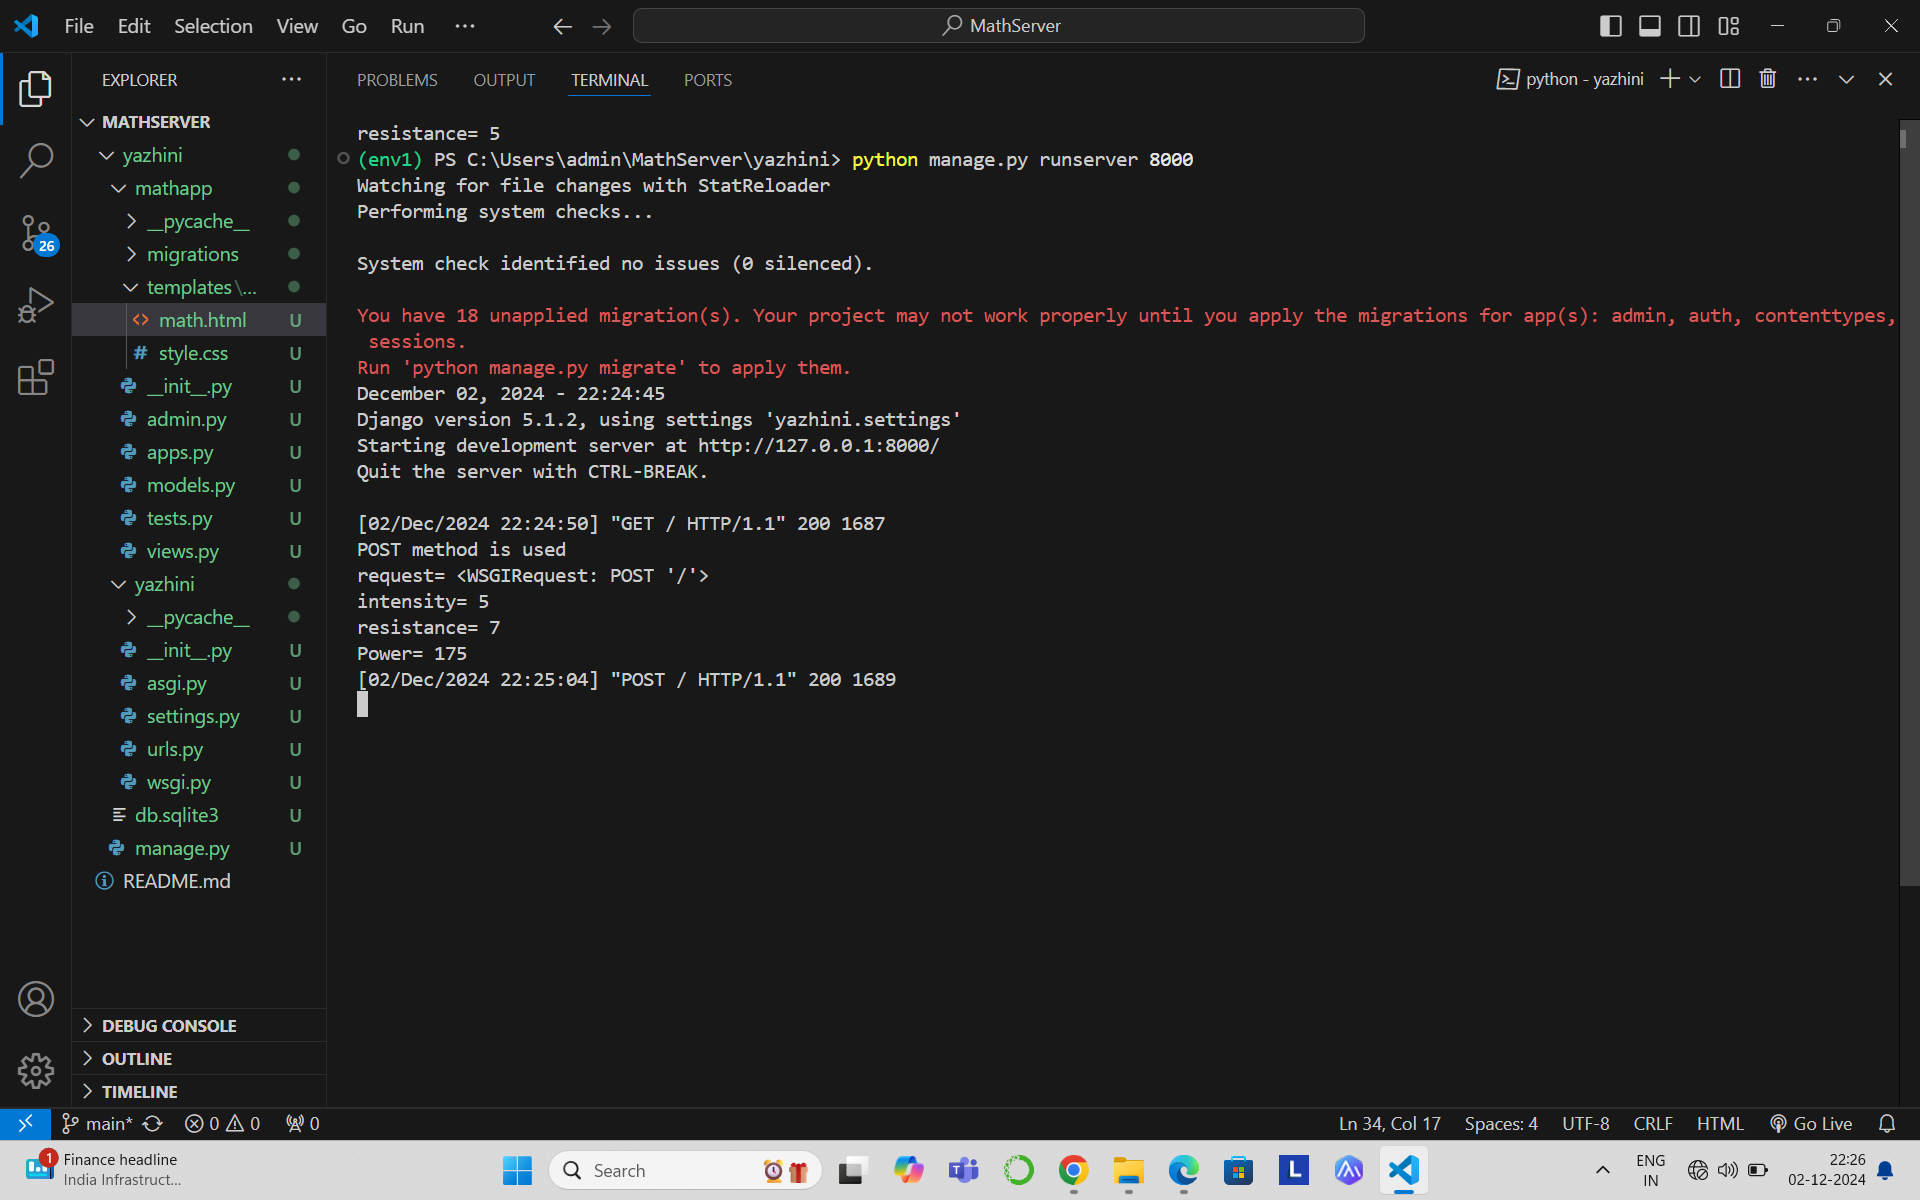 File Edit Selection View Go Run ···
MathServer
EXPLORER ···
PROBLEMS OUTPUT TERMINAL PORTS
python - yazhini
MATHSERVER
yazhini
mathapp
__pycache__
migrations
templates\...
math.html U
style.css U
__init__.py U
admin.py U
apps.py U
models.py U
tests.py U
views.py U
yazhini
__pycache__
__init__.py U
asgi.py U
settings.py U
urls.py U
wsgi.py U
db.sqlite3 U
manage.py U
README.md
26
DEBUG CONSOLE
OUTLINE
TIMELINE
resistance= 5
(env1) PS C:\Users\admin\MathServer\yazhini> python manage.py runserver 8000
Watching for file changes with StatReloader
Performing system checks...
System check identified no issues (0 silenced).
You have 18 unapplied migration(s). Your project may not work properly until you apply the migrations for app(s): admin, auth, contenttypes,
sessions.
Run 'python manage.py migrate' to apply them.
December 02, 2024 - 22:24:45
Django version 5.1.2, using settings 'yazhini.settings'
Starting development server at http://127.0.0.1:8000/
Quit the server with CTRL-BREAK.
[02/Dec/2024 22:24:50] "GET / HTTP/1.1" 200 1687
POST method is used
request= <WSGIRequest: POST '/'>
intensity= 5
resistance= 7
Power= 175
[02/Dec/2024 22:25:04] "POST / HTTP/1.1" 200 1689
main* 0 0 0
Ln 34, Col 17 Spaces: 4 UTF-8 CRLF HTML Go Live
1 Finance headline
India Infrastruct...
Search
L
ENG
IN
22:26
02-12-2024